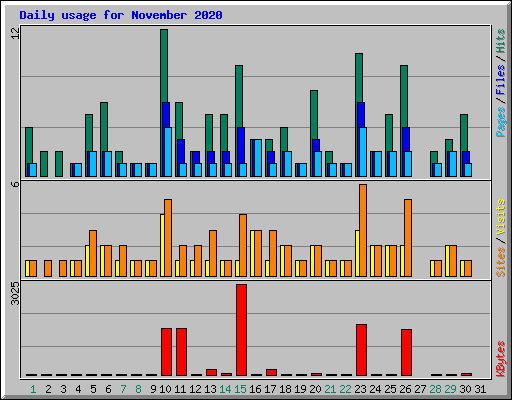 Daily usage for November 2020
12
Pages / Files / Hits
6
Sites / Visits
3025
KBytes
1 2 3 4 5 6 7 8 9 10 11 12 13 14 15 16 17 18 19 20 21 22 23 24 25 26 27 28 29 30 31